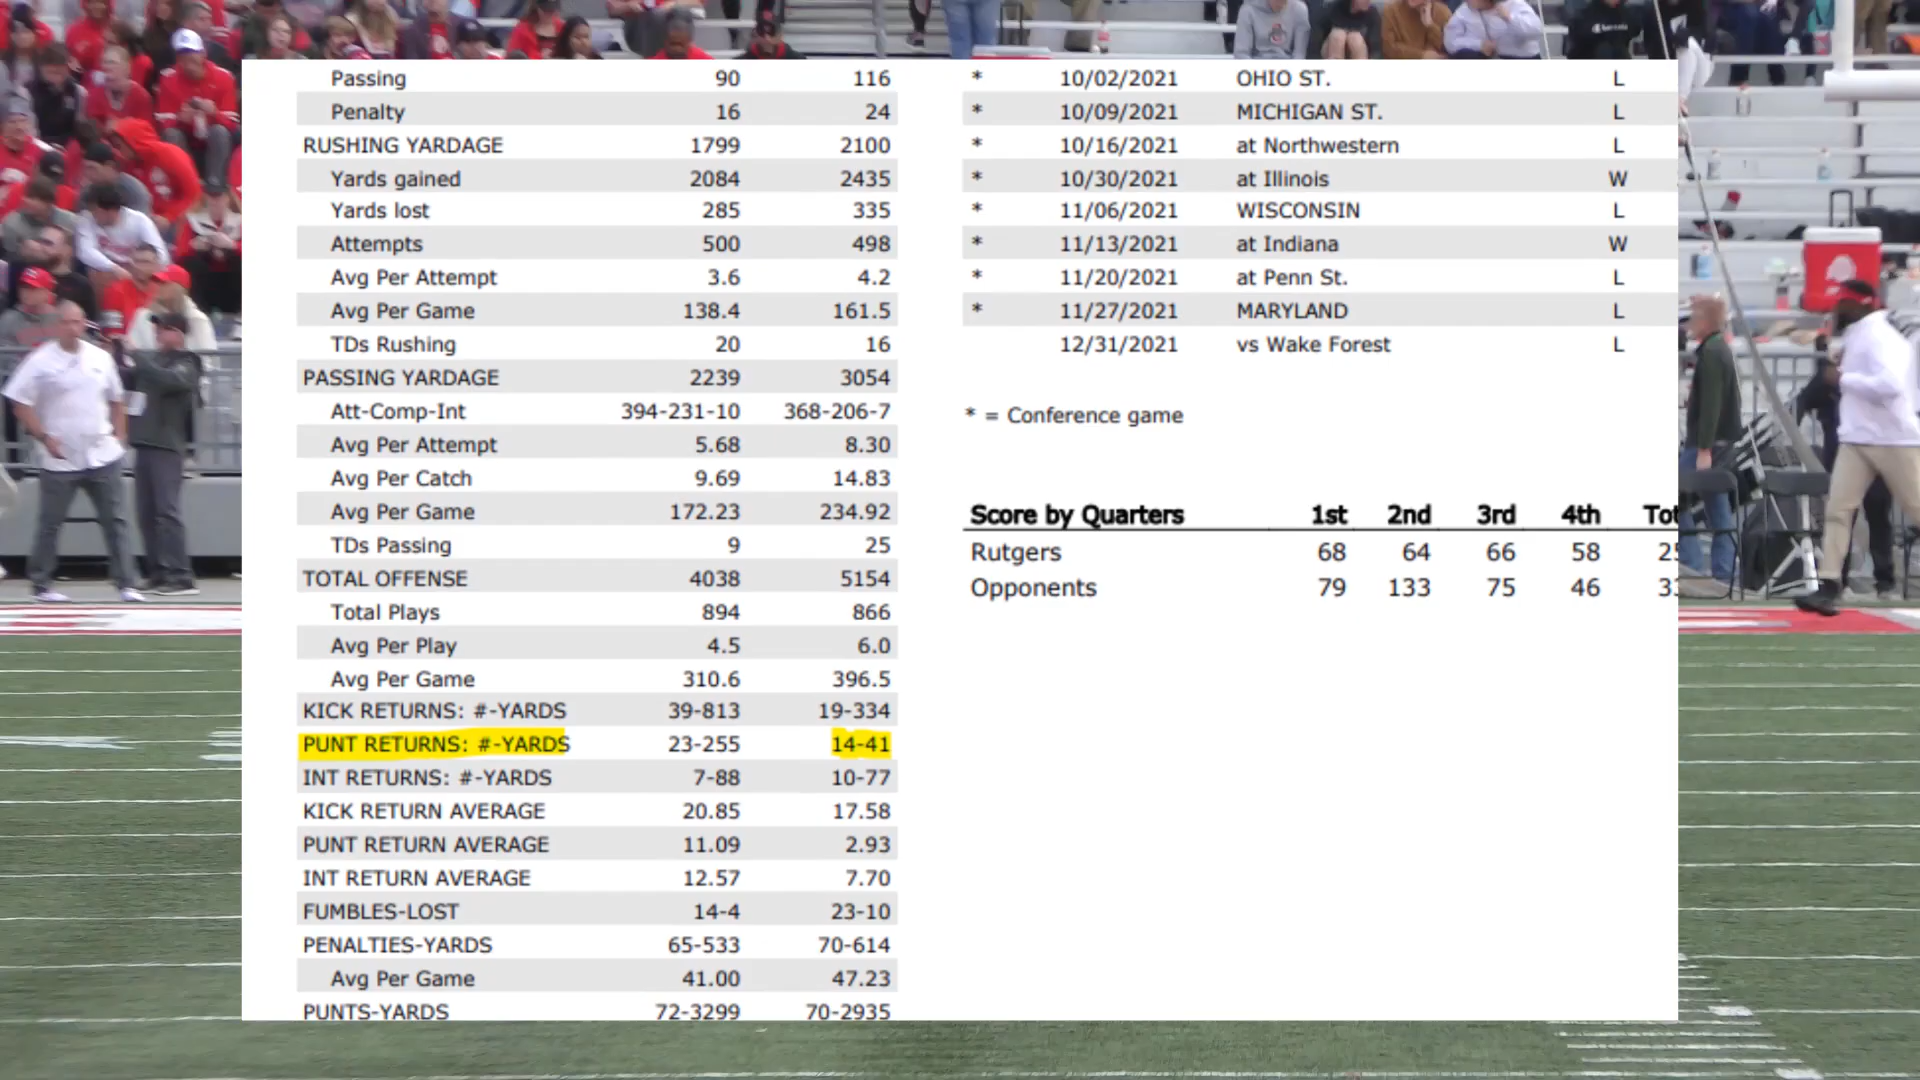 Passing 90 116
Penalty 16 24
RUSHING YARDAGE 1799 2100
Yards gained 2084 2435
Yards lost 285 335
Attempts 500 498
Avg Per Attempt 3.6 4.2
Avg Per Game 138.4 161.5
TDs Rushing 20 16
PASSING YARDAGE 2239 3054
Att-Comp-Int 394-231-10 368-206-7
Avg Per Attempt 5.68 8.30
Avg Per Catch 9.69 14.83
Avg Per Game 172.23 234.92
TDs Passing 9 25
TOTAL OFFENSE 4038 5154
Total Plays 894 866
Avg Per Play 4.5 6.0
Avg Per Game 310.6 396.5
KICK RETURNS: #-YARDS 39-813 19-334
PUNT RETURNS: #-YARDS 23-255 14-41
INT RETURNS: #-YARDS 7-88 10-77
KICK RETURN AVERAGE 20.85 17.58
PUNT RETURN AVERAGE 11.09 2.93
INT RETURN AVERAGE 12.57 7.70
FUMBLES-LOST 14-4 23-10
PENALTIES-YARDS 65-533 70-614
Avg Per Game 41.00 47.23
PUNTS-YARDS 72-3299 70-2935
* 10/02/2021 OHIO ST. L
* 10/09/2021 MICHIGAN ST. L
* 10/16/2021 at Northwestern L
* 10/30/2021 at Illinois W
* 11/06/2021 WISCONSIN L
* 11/13/2021 at Indiana W
* 11/20/2021 at Penn St. L
* 11/27/2021 MARYLAND L
12/31/2021 vs Wake Forest L
* = Conference game
Score by Quarters 1st 2nd 3rd 4th
Rutgers 68 64 66 58
Opponents 79 133 75 46